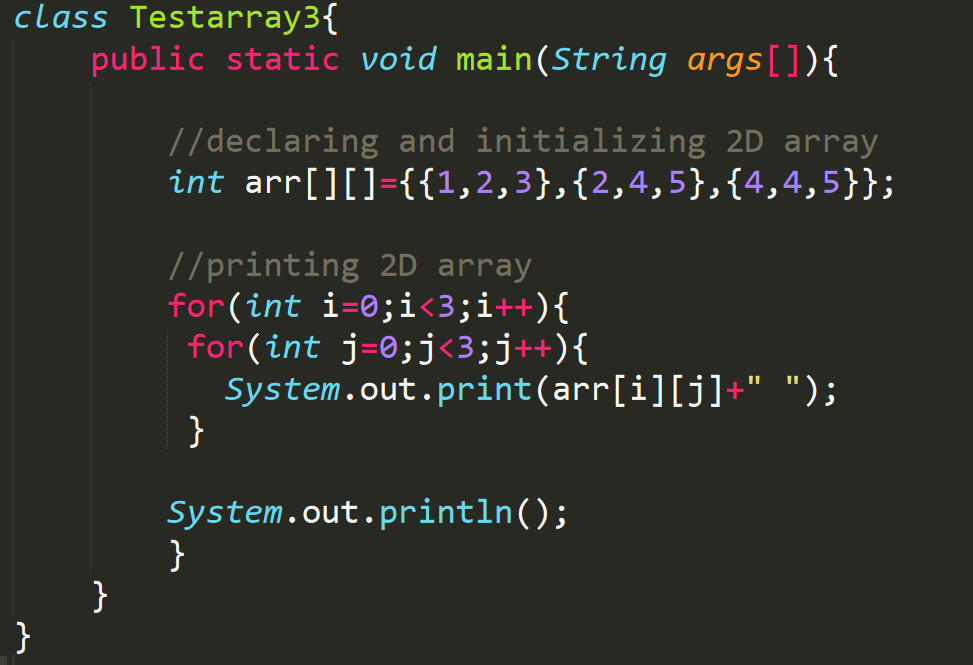 class Testarray3{
public static void main(String args[]){
//declaring and initializing 2D array
int arr[][]={{1,2,3},{2,4,5},{4,4,5}};
//printing 2D array
for(int i=0;i<3;i++){
for(int j=0;j<3;j++){
System.out.print(arr[i][j]+" ");
}
System.out.println();
}
}
}